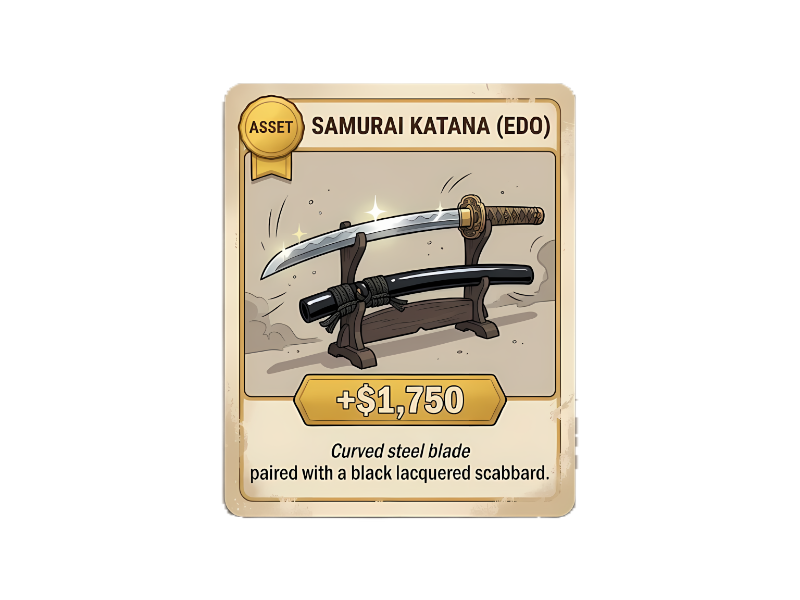 ASSET
SAMURAI KATANA (EDO)
+$1,750
Curved steel blade
paired with a black lacquered scabbard.